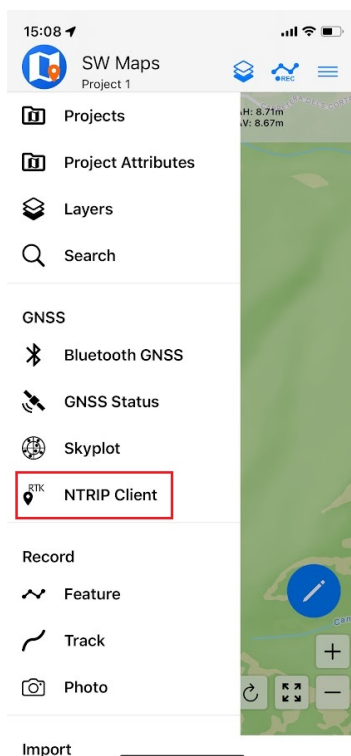 15:08
SW Maps
Project 1
REC
Projects
H: 8.71m
V: 8.67m
Project Attributes
Layers
Search
GNSS
Bluetooth GNSS
GNSS Status
Skyplot
RTK
NTRIP Client
Record
Feature
Track
Photo
Import